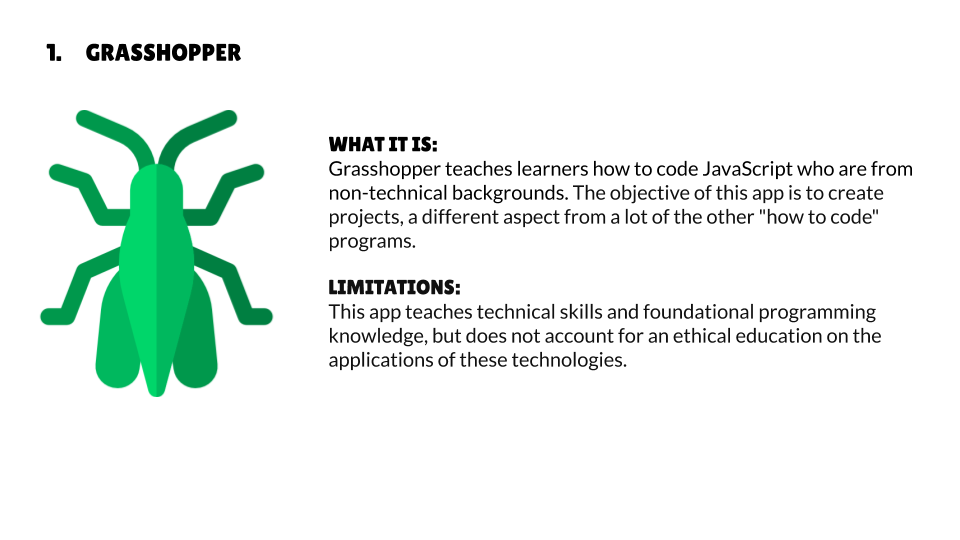 1. GRASSHOPPER
WHAT IT IS:
Grasshopper teaches learners how to code JavaScript who are from
non-technical backgrounds. The objective of this app is to create
projects, a different aspect from a lot of the other "how to code"
programs.
LIMITATIONS:
This app teaches technical skills and foundational programming
knowledge, but does not account for an ethical education on the
applications of these technologies.